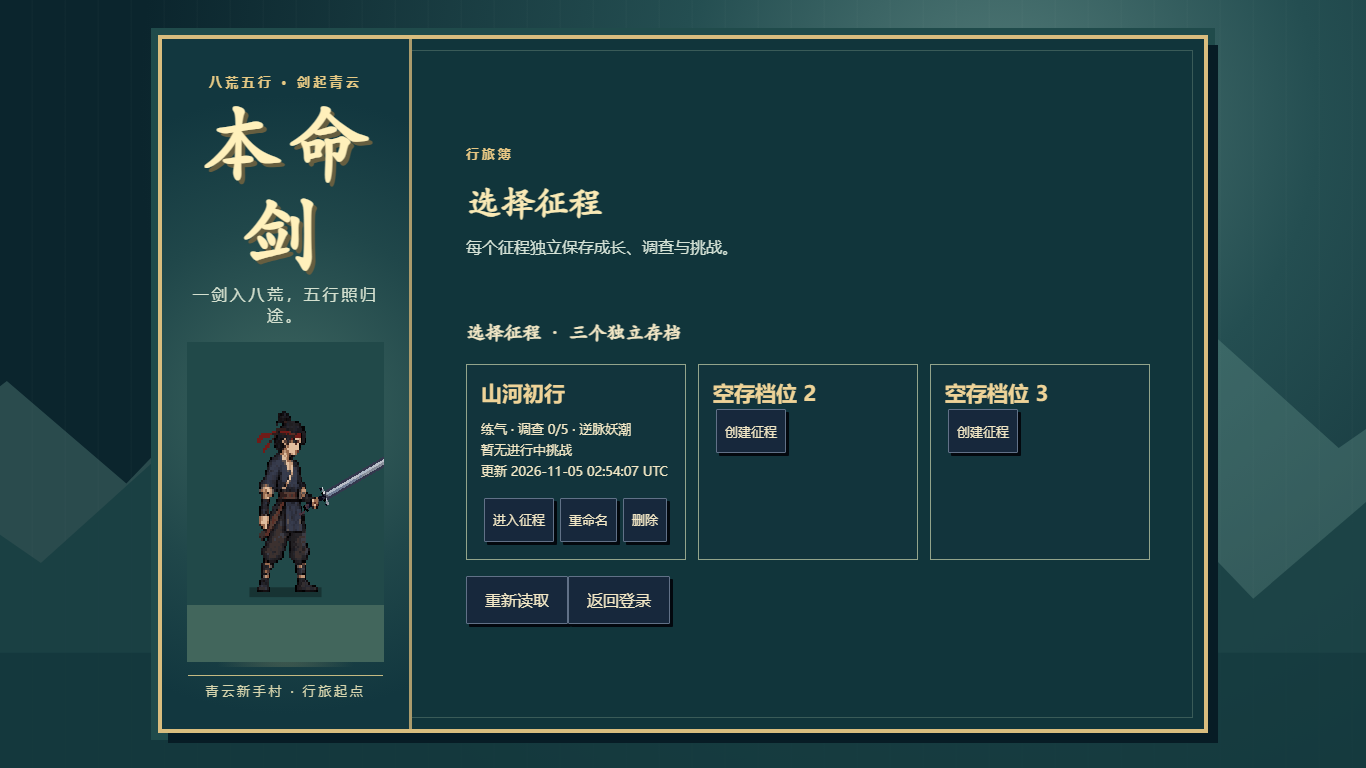 八荒五行 · 剑起青云
本命
剑
一剑入八荒，五行照归
途。
青云新手村 · 行旅起点
行旅簿
选择征程
每个征程独立保存成长、调查与挑战。
选择征程 · 三个独立存档
山河初行
练气 · 调查 0/5 · 逆脉妖潮
暂无进行中挑战
更新 2026-11-05 02:54:07 UTC
进入征程
重命名
删除
空存档位 2
创建征程
空存档位 3
创建征程
重新读取
返回登录